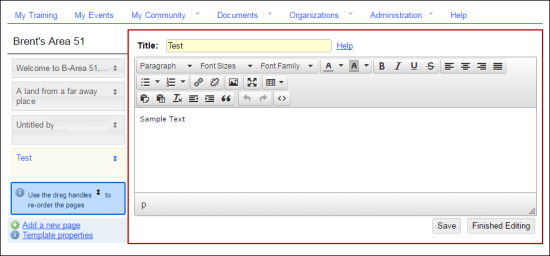 My Training My Events My Community Documents Organizations Administration Help
Brent's Area 51
Welcome to B-Area 51,...
A land from a far away
place
Untitled by
Test
Use the drag handles to
re-order the pages
Add a new page
Template properties
Title: Test Help
Paragraph Font Sizes Font Family A A B I U S
Sample Text
p
Save Finished Editing